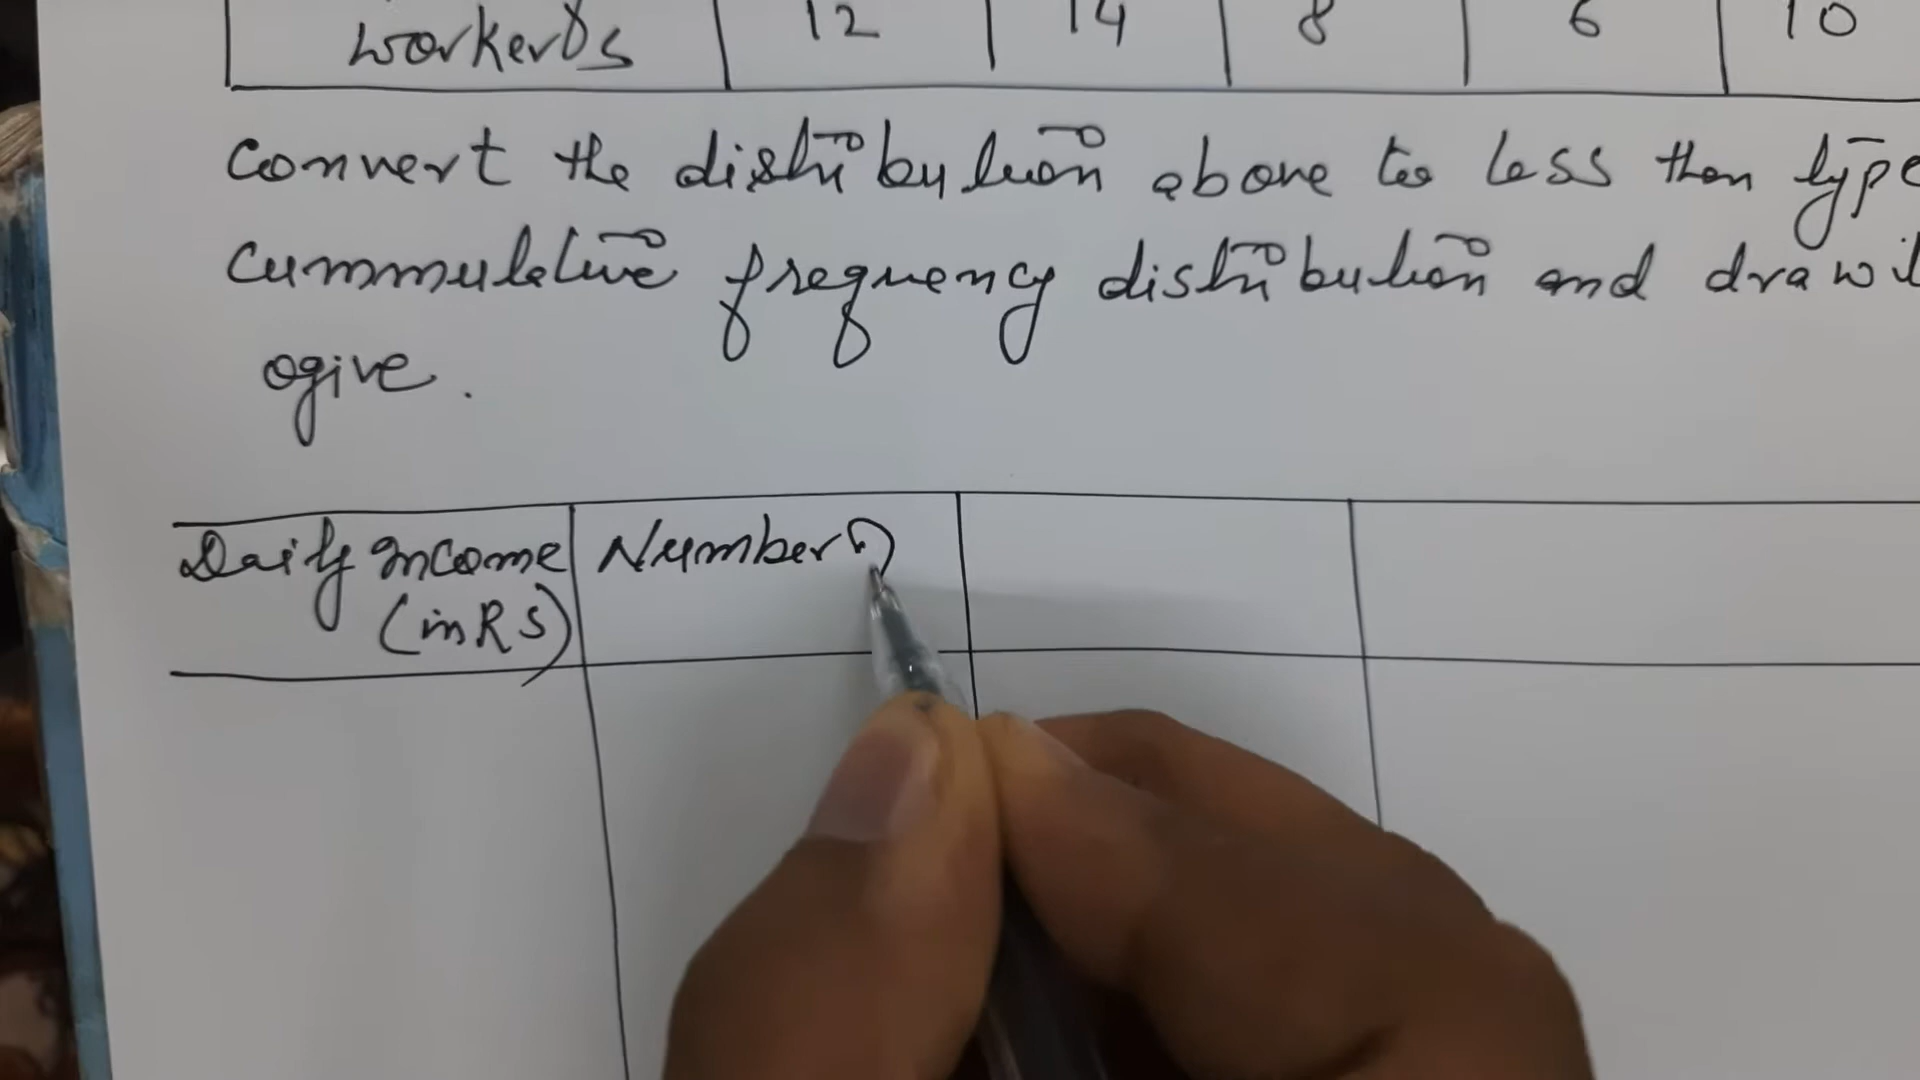 workers 12 14 8 6 10
Convert the distribution above to less than type
cummulative frequency distribution and draw it
ogive.
Daily Income Number
(in RS)